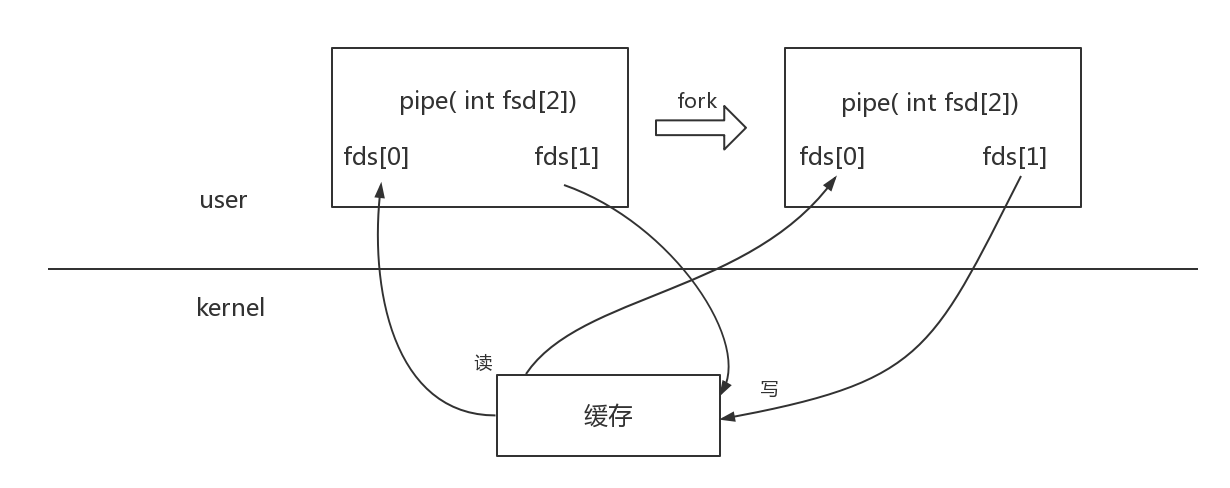 pipe( int fsd[2])
fds[0]
fds[1]
fork
pipe( int fsd[2])
fds[0]
fds[1]
user
kernel
读
写
缓存